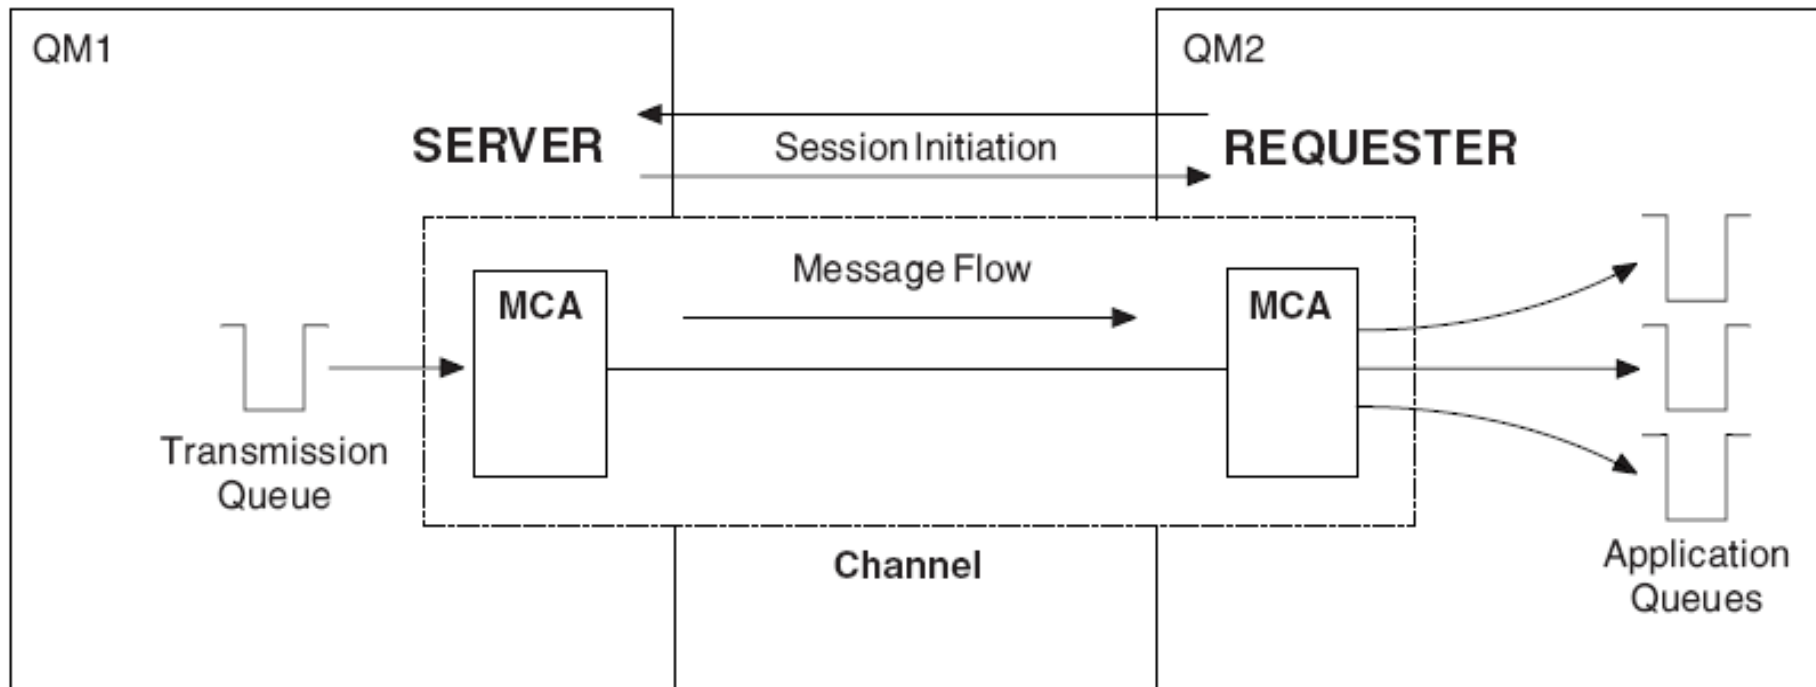 QM1
QM2
SERVER
Session Initiation
REQUESTER
Message Flow
MCA
MCA
Transmission
Queue
Channel
Application
Queues